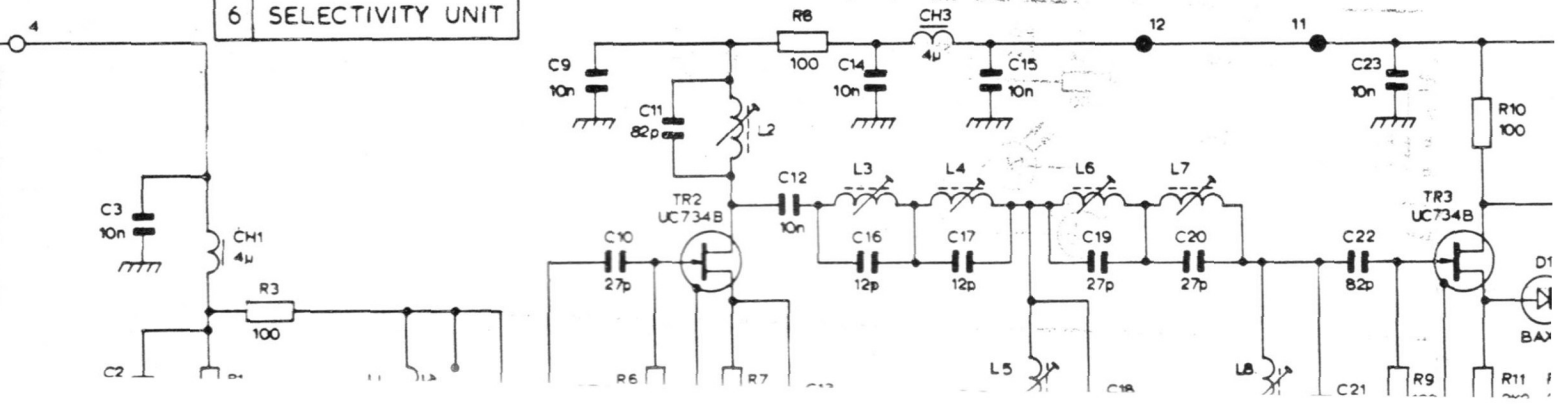 6 SELECTIVITY UNIT
4
R8
100
CH3
4µ
12
11
C9
10n
C14
10n
C15
10n
C23
10n
C11
82p
L2
R10
100
C3
10n
CH1
4µ
TR2
UC734B
C12
10n
L3
L4
L6
L7
TR3
UC734B
C10
27p
C16
12p
C17
12p
C19
27p
C20
27p
C22
82p
D1
BAX
R3
100
C2
R1
R6
R7
L5
C18
L8
C21
R9
R11